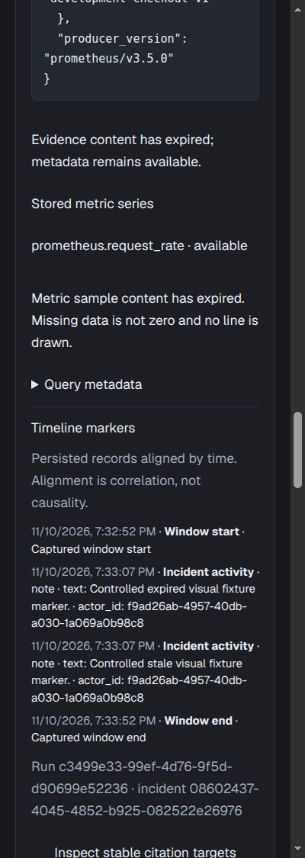 },
"producer_version":
"prometheus/v3.5.0"
}
Evidence content has expired;
metadata remains available.
Stored metric series
prometheus.request_rate · available
Metric sample content has expired.
Missing data is not zero and no line is
drawn.
▶ Query metadata
Timeline markers
Persisted records aligned by time.
Alignment is correlation, not
causality.
11/10/2026, 7:32:52 PM · Window start ·
Captured window start
11/10/2026, 7:33:07 PM · Incident activity ·
note · text: Controlled expired visual fixture
marker. · actor_id: f9ad26ab-4957-40db-
a030-1a069a0b98c8
11/10/2026, 7:33:07 PM · Incident activity ·
note · text: Controlled stale visual fixture
marker. · actor_id: f9ad26ab-4957-40db-
a030-1a069a0b98c8
11/10/2026, 7:33:52 PM · Window end ·
Captured window end
Run c3499e33-99ef-4d76-9f5d-
d90699e52236 · incident 08602437-
4045-4852-b925-082522e26976
Inspect stable citation targets